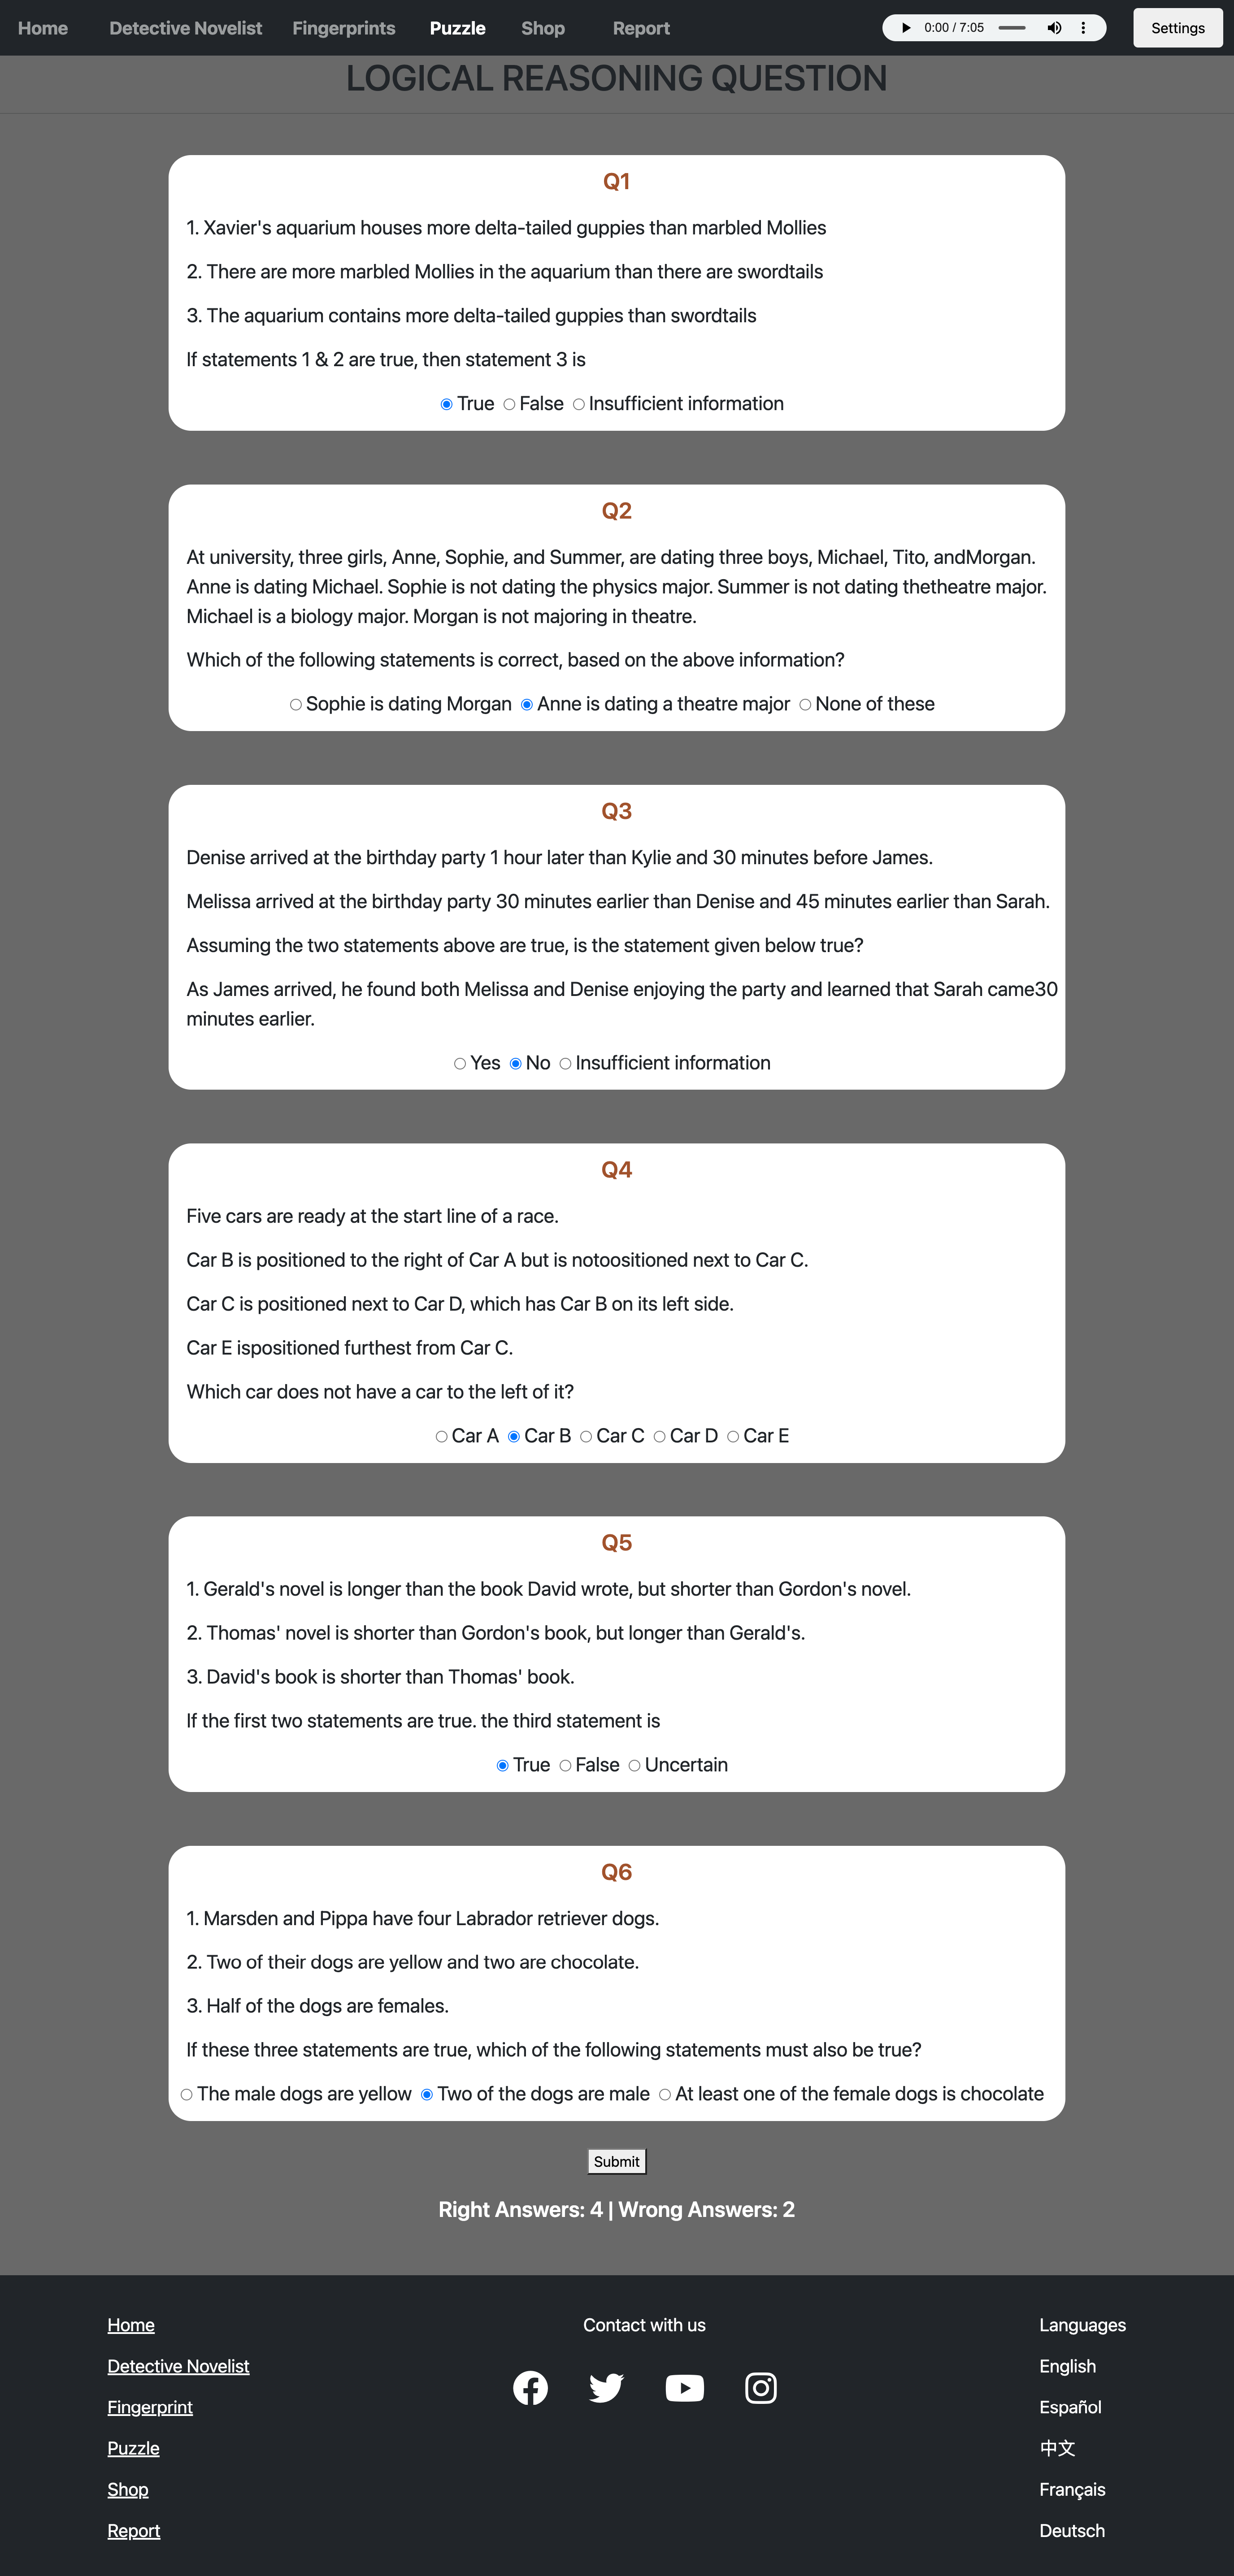 Home Detective Novelist Fingerprints Puzzle Shop Report 0:00 / 7:05 Settings
LOGICAL REASONING QUESTION
Q1
1. Xavier's aquarium houses more delta-tailed guppies than marbled Mollies
2. There are more marbled Mollies in the aquarium than there are swordtails
3. The aquarium contains more delta-tailed guppies than swordtails
If statements 1 & 2 are true, then statement 3 is
True False Insufficient information
Q2
At university, three girls, Anne, Sophie, and Summer, are dating three boys, Michael, Tito, andMorgan.
Anne is dating Michael. Sophie is not dating the physics major. Summer is not dating thetheatre major.
Michael is a biology major. Morgan is not majoring in theatre.
Which of the following statements is correct, based on the above information?
Sophie is dating Morgan Anne is dating a theatre major None of these
Q3
Denise arrived at the birthday party 1 hour later than Kylie and 30 minutes before James.
Melissa arrived at the birthday party 30 minutes earlier than Denise and 45 minutes earlier than Sarah.
Assuming the two statements above are true, is the statement given below true?
As James arrived, he found both Melissa and Denise enjoying the party and learned that Sarah came30
minutes earlier.
Yes No Insufficient information
Q4
Five cars are ready at the start line of a race.
Car B is positioned to the right of Car A but is notoositioned next to Car C.
Car C is positioned next to Car D, which has Car B on its left side.
Car E ispositioned furthest from Car C.
Which car does not have a car to the left of it?
Car A Car B Car C Car D Car E
Q5
1. Gerald's novel is longer than the book David wrote, but shorter than Gordon's novel.
2. Thomas' novel is shorter than Gordon's book, but longer than Gerald's.
3. David's book is shorter than Thomas' book.
If the first two statements are true. the third statement is
True False Uncertain
Q6
1. Marsden and Pippa have four Labrador retriever dogs.
2. Two of their dogs are yellow and two are chocolate.
3. Half of the dogs are females.
If these three statements are true, which of the following statements must also be true?
The male dogs are yellow Two of the dogs are male At least one of the female dogs is chocolate
Submit
Right Answers: 4 | Wrong Answers: 2
Home
Detective Novelist
Fingerprint
Puzzle
Shop
Report
Contact with us
Languages
English
Español
中文
Français
Deutsch